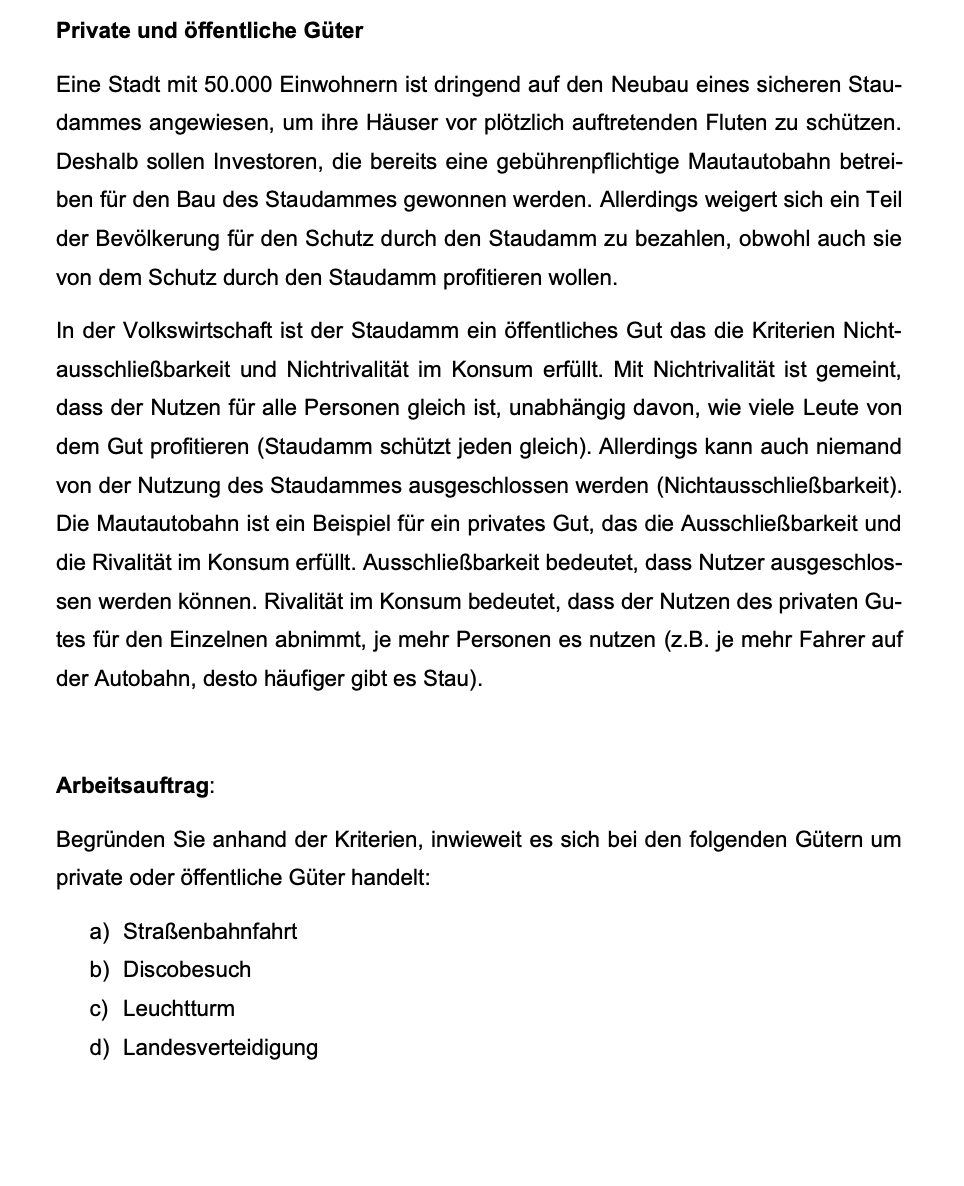 Private und öffentliche Güter
Eine Stadt mit 50.000 Einwohnern ist dringend auf den Neubau eines sicheren Stau-
dammes angewiesen, um ihre Häuser vor plötzlich auftretenden Fluten zu schützen.
Deshalb sollen Investoren, die bereits eine gebührenpflichtige Mautautobahn betrei-
ben für den Bau des Staudammes gewonnen werden. Allerdings weigert sich ein Teil
der Bevölkerung für den Schutz durch den Staudamm zu bezahlen, obwohl auch sie
von dem Schutz durch den Staudamm profitieren wollen.
In der Volkswirtschaft ist der Staudamm ein öffentliches Gut das die Kriterien Nicht-
ausschließbarkeit und Nichtrivalität im Konsum erfüllt. Mit Nichtrivalität ist gemeint,
dass der Nutzen für alle Personen gleich ist, unabhängig davon, wie viele Leute von
dem Gut profitieren (Staudamm schützt jeden gleich). Allerdings kann auch niemand
von der Nutzung des Staudammes ausgeschlossen werden (Nichtausschließbarkeit).
Die Mautautobahn ist ein Beispiel für ein privates Gut, das die Ausschließbarkeit und
die Rivalität im Konsum erfüllt. Ausschließbarkeit bedeutet, dass Nutzer ausgeschlos-
sen werden können. Rivalität im Konsum bedeutet, dass der Nutzen des privaten Gu-
tes für den Einzelnen abnimmt, je mehr Personen es nutzen (z.B. je mehr Fahrer auf
der Autobahn, desto häufiger gibt es Stau).
Arbeitsauftrag:
Begründen Sie anhand der Kriterien, inwieweit es sich bei den folgenden Gütern um
private oder öffentliche Güter handelt:
a) Straßenbahnfahrt
b) Discobesuch
c) Leuchtturm
d) Landesverteidigung